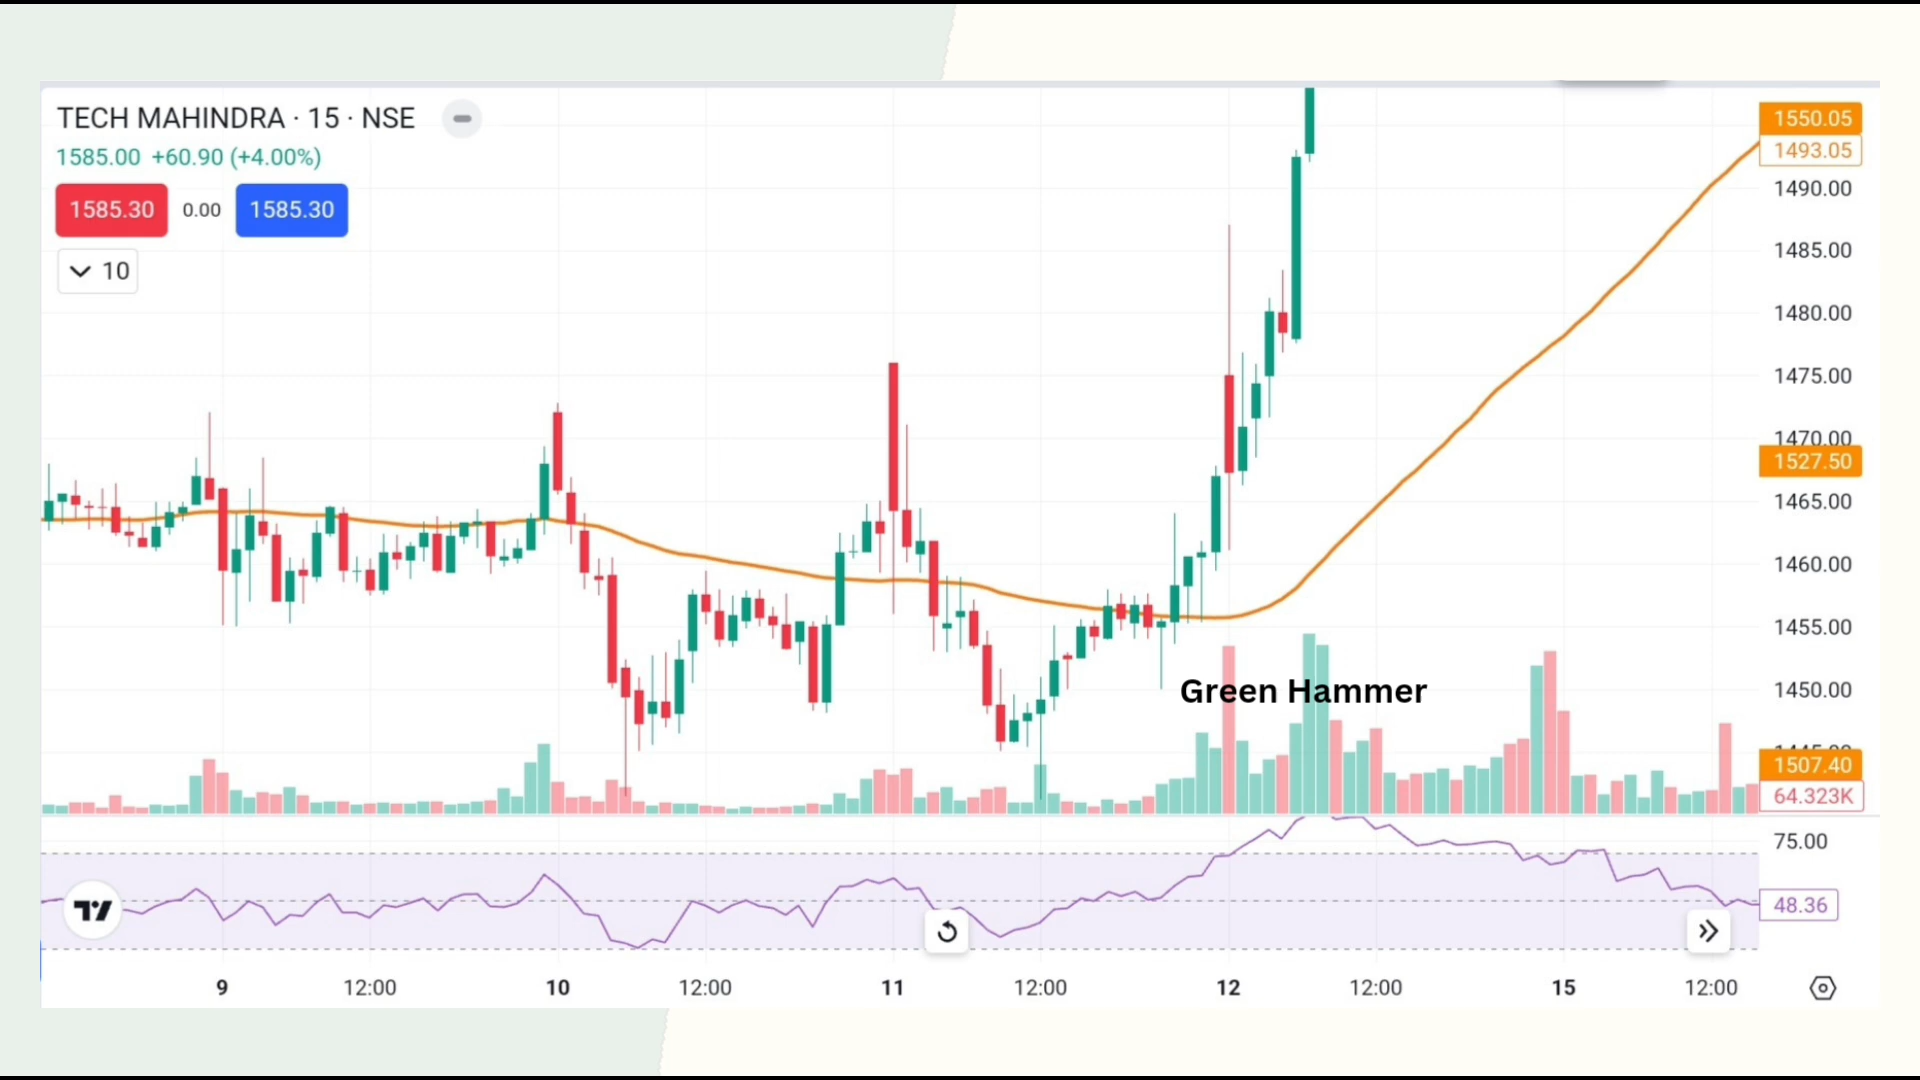 TECH MAHINDRA · 15 · NSE
1585.00 +60.90 (+4.00%)
1585.30 0.00 1585.30
10
1550.05
1493.05
1490.00
1485.00
1480.00
1475.00
1470.00
1527.50
1465.00
1460.00
1455.00
Green Hammer
1450.00
1507.40
64.323K
75.00
48.36
9 12:00 10 12:00 11 12:00 12 12:00 15 12:00